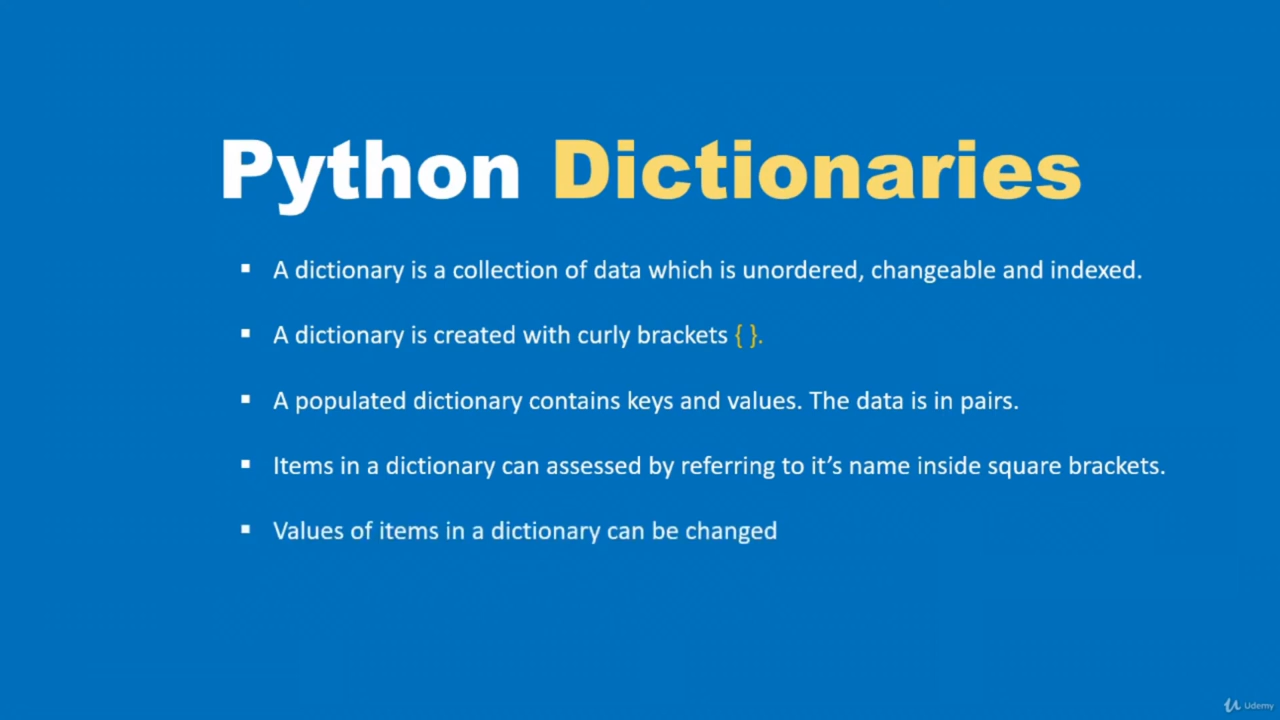 Python Dictionaries
▪ A dictionary is a collection of data which is unordered, changeable and indexed.
▪ A dictionary is created with curly brackets { }.
▪ A populated dictionary contains keys and values. The data is in pairs.
▪ Items in a dictionary can assessed by referring to it’s name inside square brackets.
▪ Values of items in a dictionary can be changed
Udemy